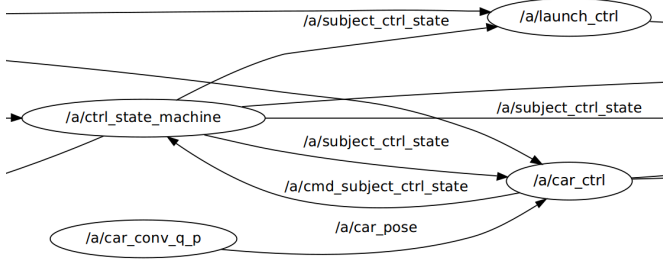 /a/subject_ctrl_state
/a/launch_ctrl
/a/ctrl_state_machine
/a/subject_ctrl_state
/a/subject_ctrl_state
/a/cmd_subject_ctrl_state
/a/car_ctrl
/a/car_pose
/a/car_conv_q_p